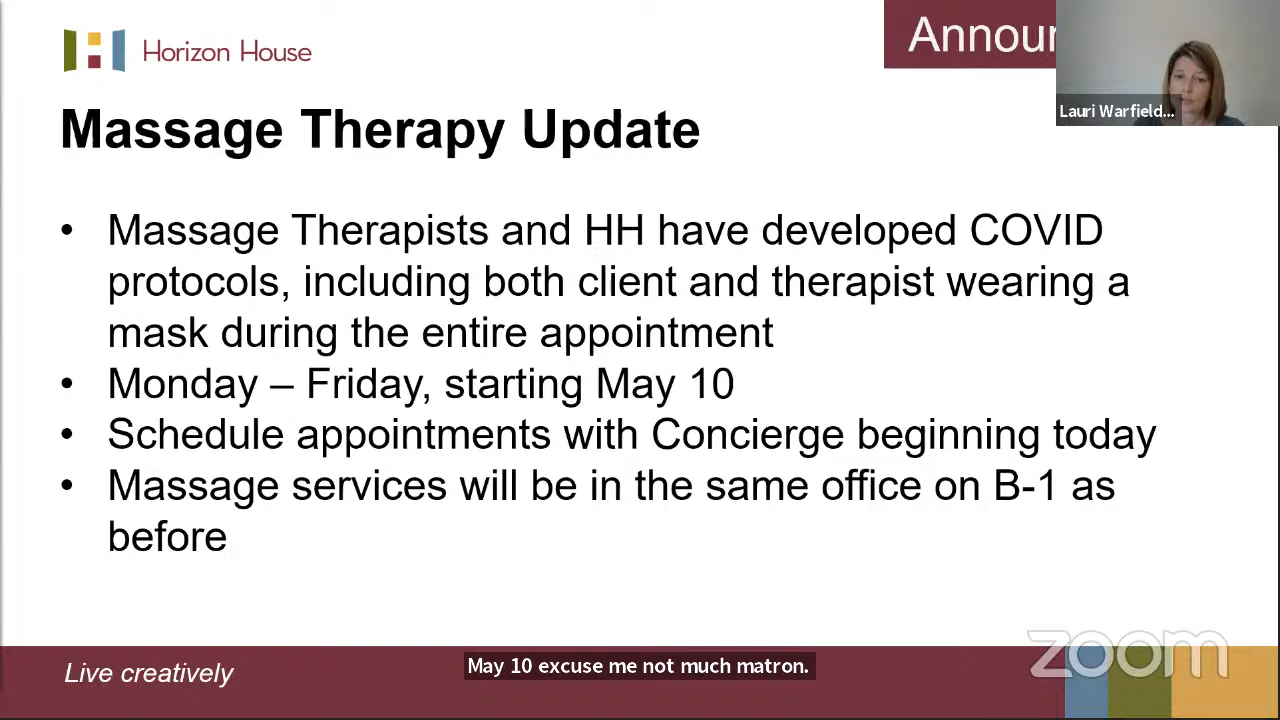 Horizon House
Announ
Lauri Warfield...
Massage Therapy Update
• Massage Therapists and HH have developed COVID
protocols, including both client and therapist wearing a
mask during the entire appointment
• Monday – Friday, starting May 10
• Schedule appointments with Concierge beginning today
• Massage services will be in the same office on B-1 as
before
zoom
Live creatively
May 10 excuse me not much matron.